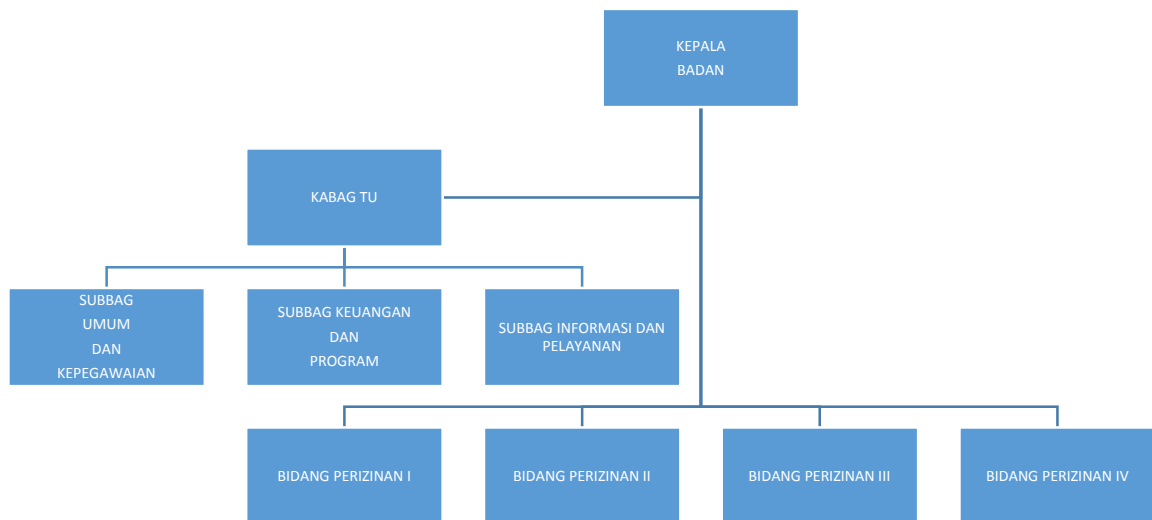 KEPALA
BADAN
KABAG TU
SUBBAG
UMUM
DAN
KEPEGAWAIAN
SUBBAG KEUANGAN
DAN
PROGRAM
SUBBAG INFORMASI DAN
PELAYANAN
BIDANG PERIZINAN I
BIDANG PERIZINAN II
BIDANG PERIZINAN III
BIDANG PERIZINAN IV